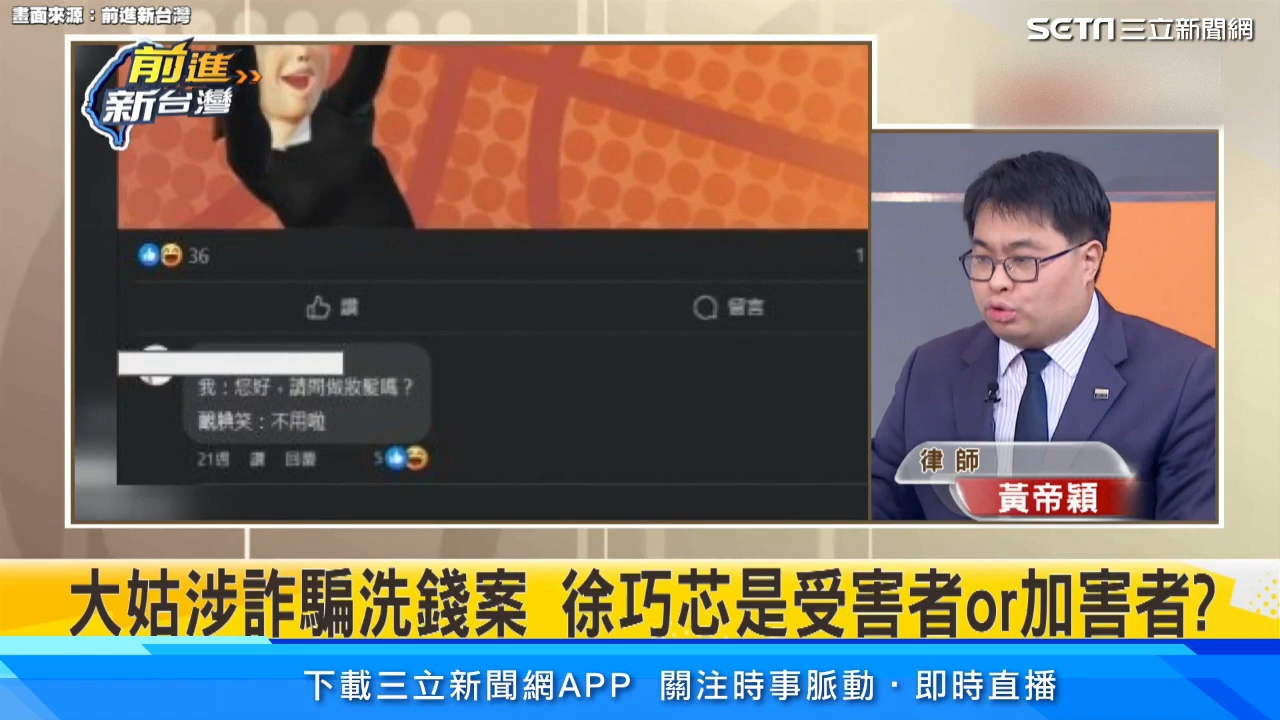 畫面來源：前進新台灣
SETN三立新聞網
前進
新台灣
36
1
讚
留言
我：您好，請問做妝髮嗎？
觀橈笑：不用啦
21週 讚 回覆 5
律師
黃帝穎
大姑涉詐騙洗錢案 徐巧芯是受害者or加害者?
下載三立新聞網APP 關注時事脈動·即時直播